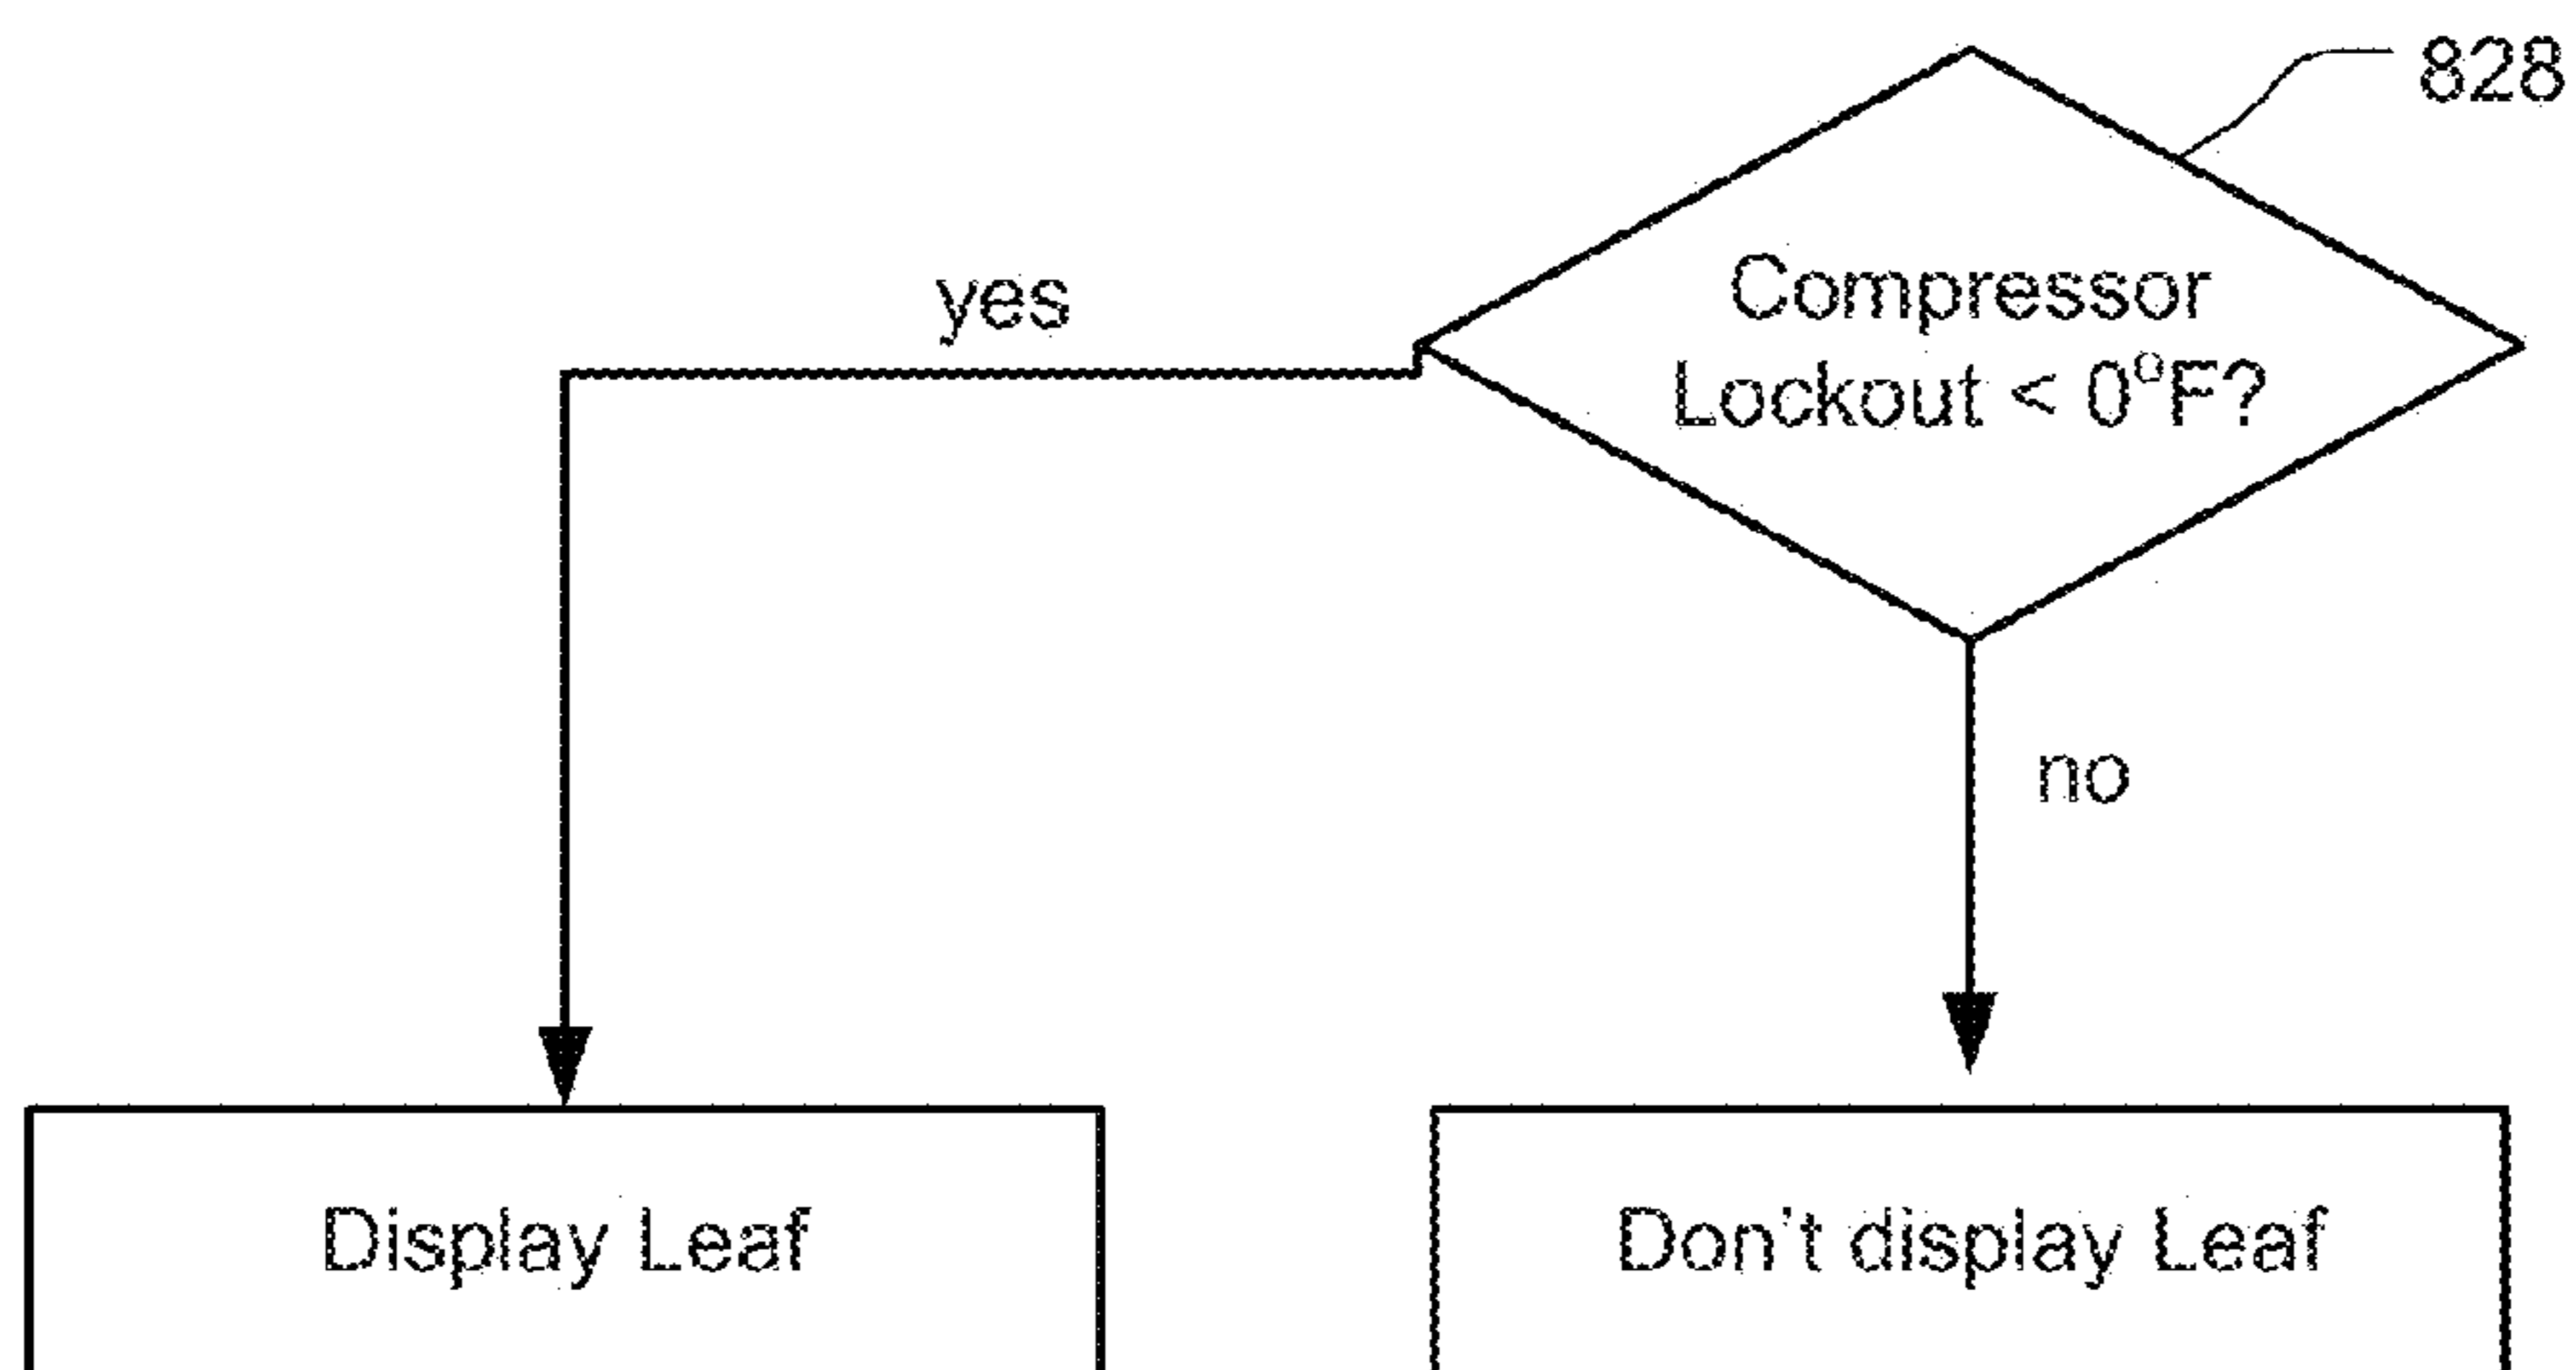 828
Compressor
Lockout < 0°F?
yes
no
Display Leaf
Don't display Leaf